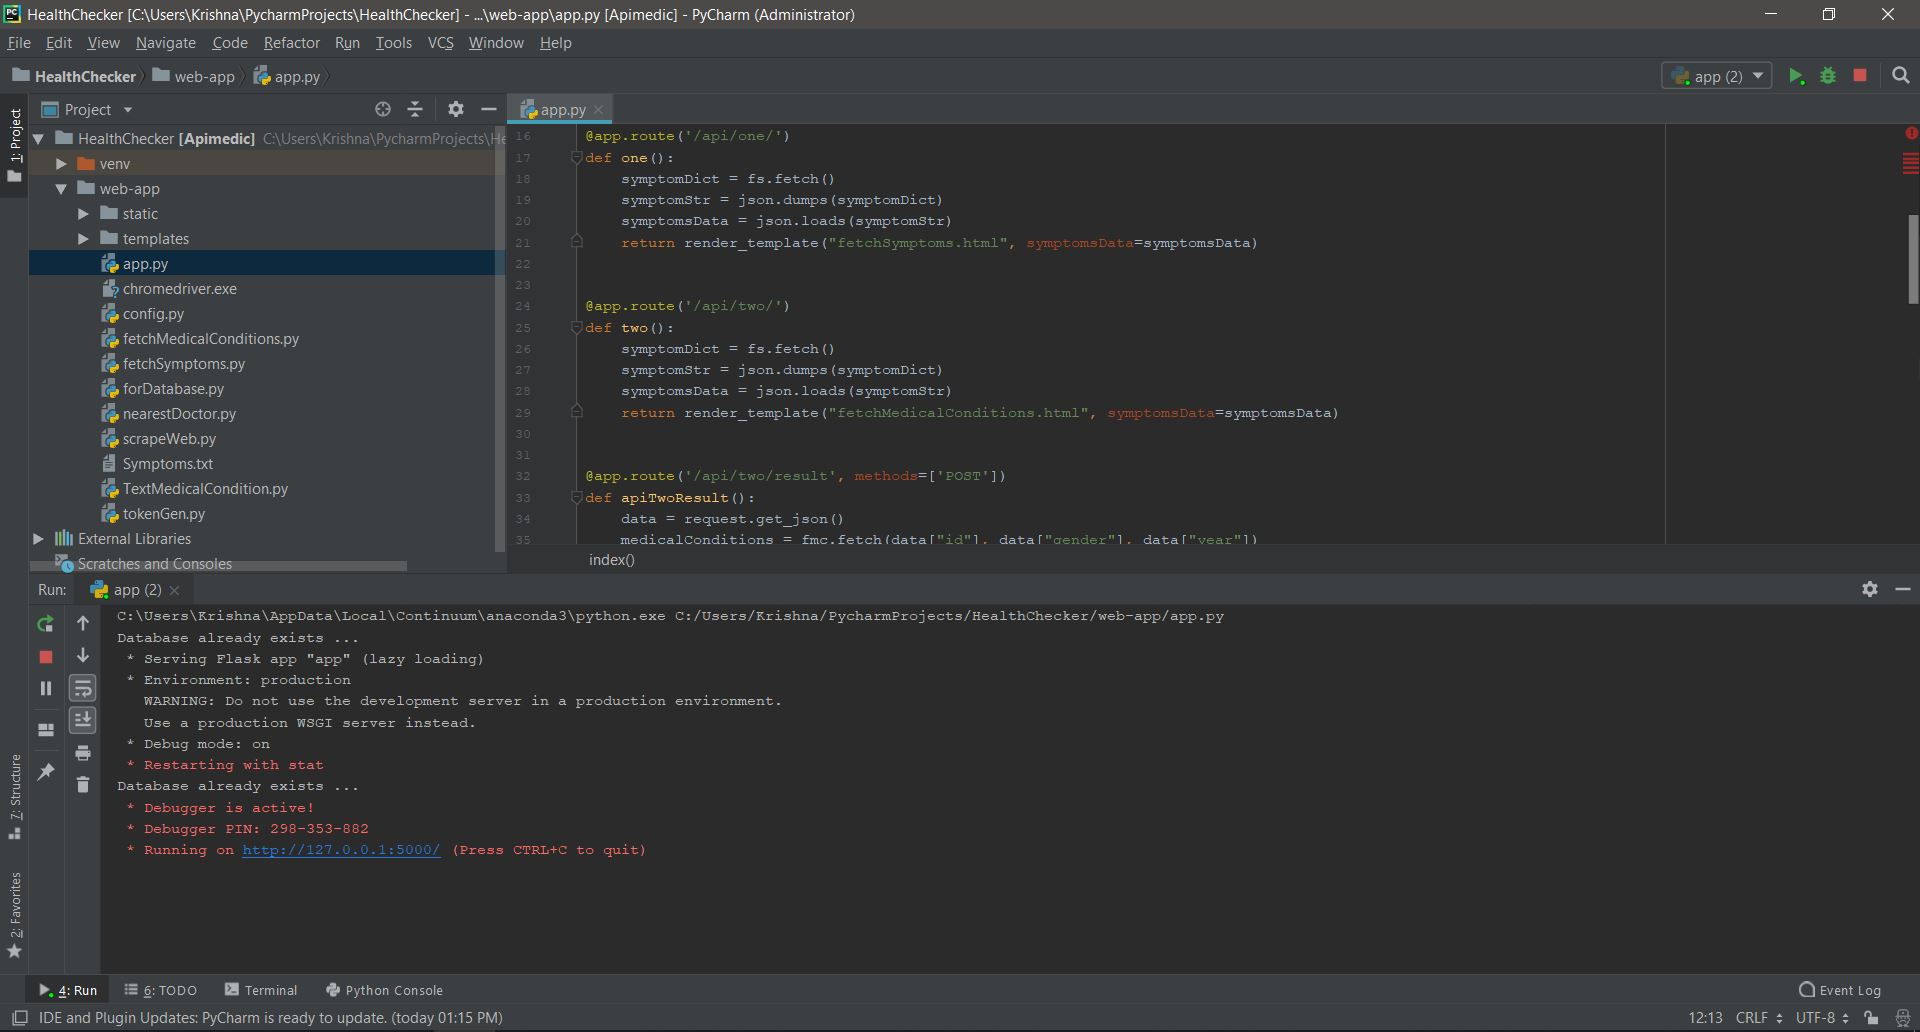 HealthChecker [C:\Users\Krishna\PycharmProjects\HealthChecker] - ...\web-app\app.py [Apimedic] - PyCharm (Administrator)
File Edit View Navigate Code Refactor Run Tools VCS Window Help
HealthChecker web-app app.py
app (2)
1: Project
Project
app.py
HealthChecker [Apimedic] C:\Users\Krishna\PycharmProjects\He
venv
web-app
static
templates
app.py
chromedriver.exe
config.py
fetchMedicalConditions.py
fetchSymptoms.py
forDatabase.py
nearestDoctor.py
scrapeWeb.py
Symptoms.txt
TextMedicalCondition.py
tokenGen.py
External Libraries
Scratches and Consoles
16 @app.route('/api/one/')
17 def one():
18 symptomDict = fs.fetch()
19 symptomStr = json.dumps(symptomDict)
20 symptomsData = json.loads(symptomStr)
21 return render_template("fetchSymptoms.html", symptomsData=symptomsData)
22
23
24 @app.route('/api/two/')
25 def two():
26 symptomDict = fs.fetch()
27 symptomStr = json.dumps(symptomDict)
28 symptomsData = json.loads(symptomStr)
29 return render_template("fetchMedicalConditions.html", symptomsData=symptomsData)
30
31
32 @app.route('/api/two/result', methods=['POST'])
33 def apiTwoResult():
34 data = request.get_json()
35 medicalConditions = fmc.fetch(data["id"], data["gender"], data["year"])
index()
Run: app (2)
C:\Users\Krishna\AppData\Local\Continuum\anaconda3\python.exe C:/Users/Krishna/PycharmProjects/HealthChecker/web-app/app.py
Database already exists ...
* Serving Flask app "app" (lazy loading)
* Environment: production
WARNING: Do not use the development server in a production environment.
Use a production WSGI server instead.
* Debug mode: on
* Restarting with stat
Database already exists ...
* Debugger is active!
* Debugger PIN: 298-353-882
* Running on http://127.0.0.1:5000/ (Press CTRL+C to quit)
7: Structure
2: Favorites
4: Run 6: TODO Terminal Python Console Event Log
IDE and Plugin Updates: PyCharm is ready to update. (today 01:15 PM) 12:13 CRLF UTF-8